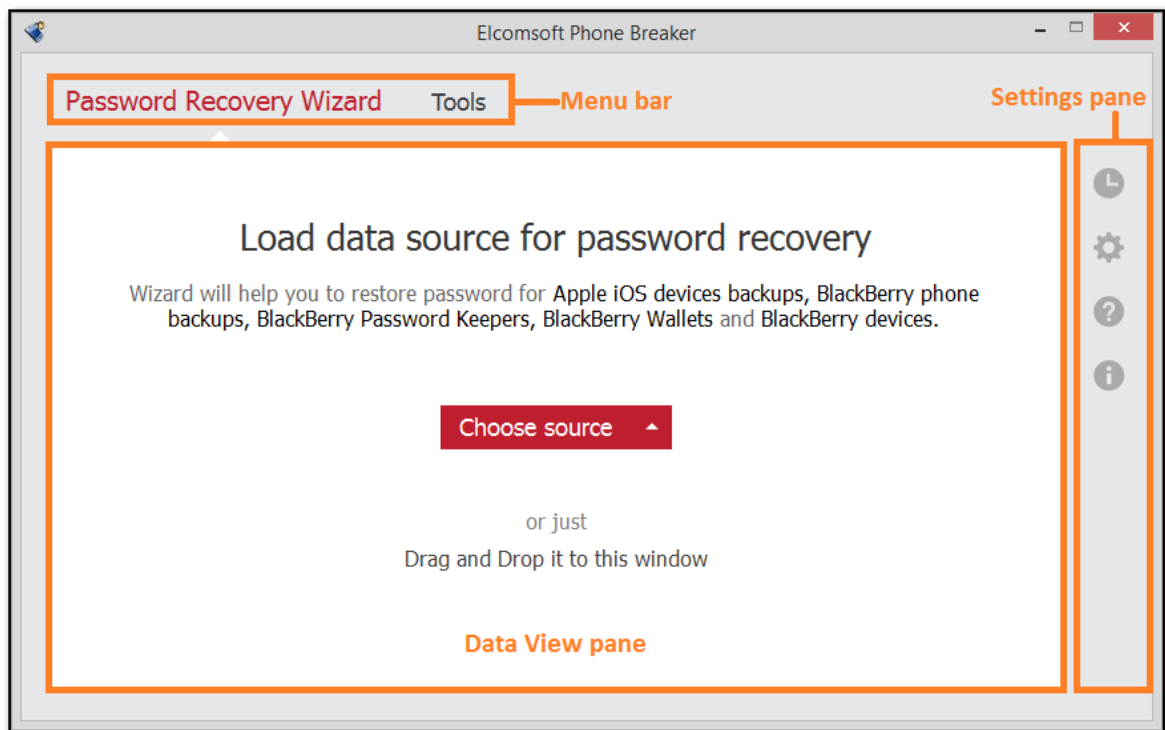 Elcomsoft Phone Breaker
Password Recovery Wizard Tools
Menu bar
Settings pane
Load data source for password recovery
Wizard will help you to restore password for Apple iOS devices backups, BlackBerry phone
backups, BlackBerry Password Keepers, BlackBerry Wallets and BlackBerry devices.
Choose source
or just
Drag and Drop it to this window
Data View pane